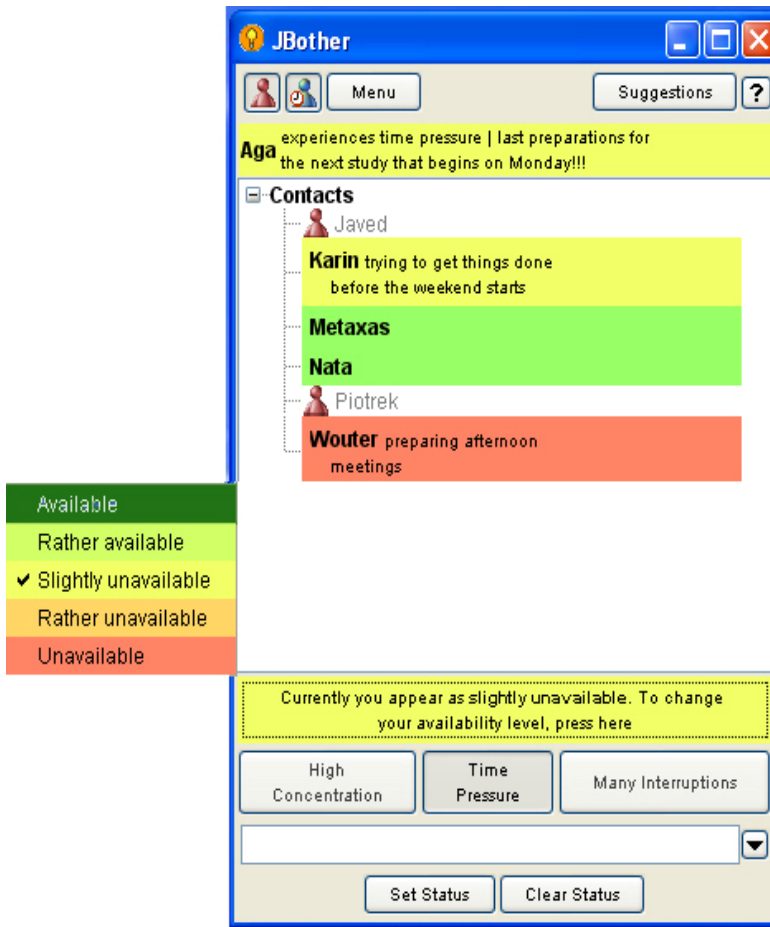 JBother
Menu
Suggestions
?
Aga experiences time pressure | last preparations for
the next study that begins on Monday!!!
Contacts
Javed
Karin trying to get things done
before the weekend starts
Metaxas
Nata
Piotrek
Wouter preparing afternoon
meetings
Available
Rather available
Slightly unavailable
Rather unavailable
Unavailable
Currently you appear as slightly unavailable. To change
your availability level, press here
High
Concentration
Time
Pressure
Many Interruptions
Set Status
Clear Status